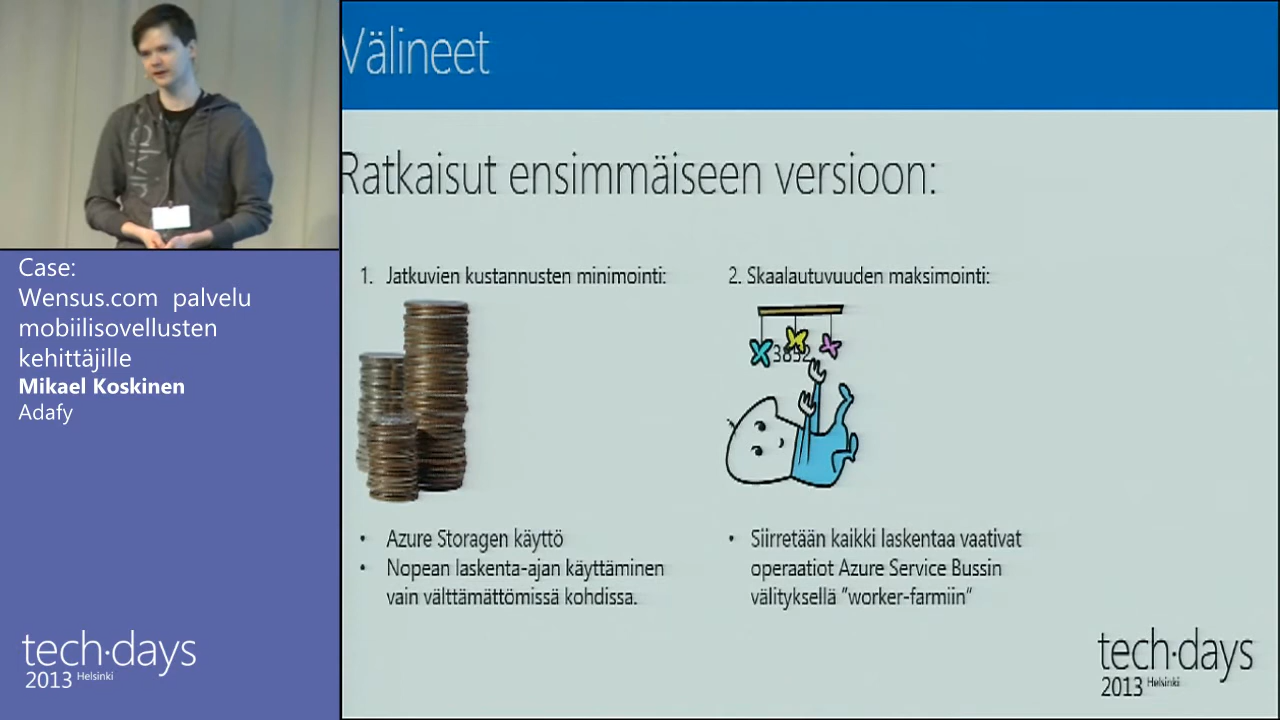 Välineet
Ratkaisut ensimmäiseen versioon:
1. Jatkuvien kustannusten minimointi:
• Azure Storagen käyttö
• Nopean laskenta-ajan käyttäminen
vain välttämättömissä kohdissa.
2. Skaalautuvuuden maksimointi:
3852
• Siirretään kaikki laskentaa vaativat
operaatiot Azure Service Bussin
välityksellä ”worker-farmiin”
tech·days
2013 Helsinki
Case:
Wensus.com palvelu
mobiilisovellusten
kehittäjille
Mikael Koskinen
Adafy
tech·days
2013 Helsinki